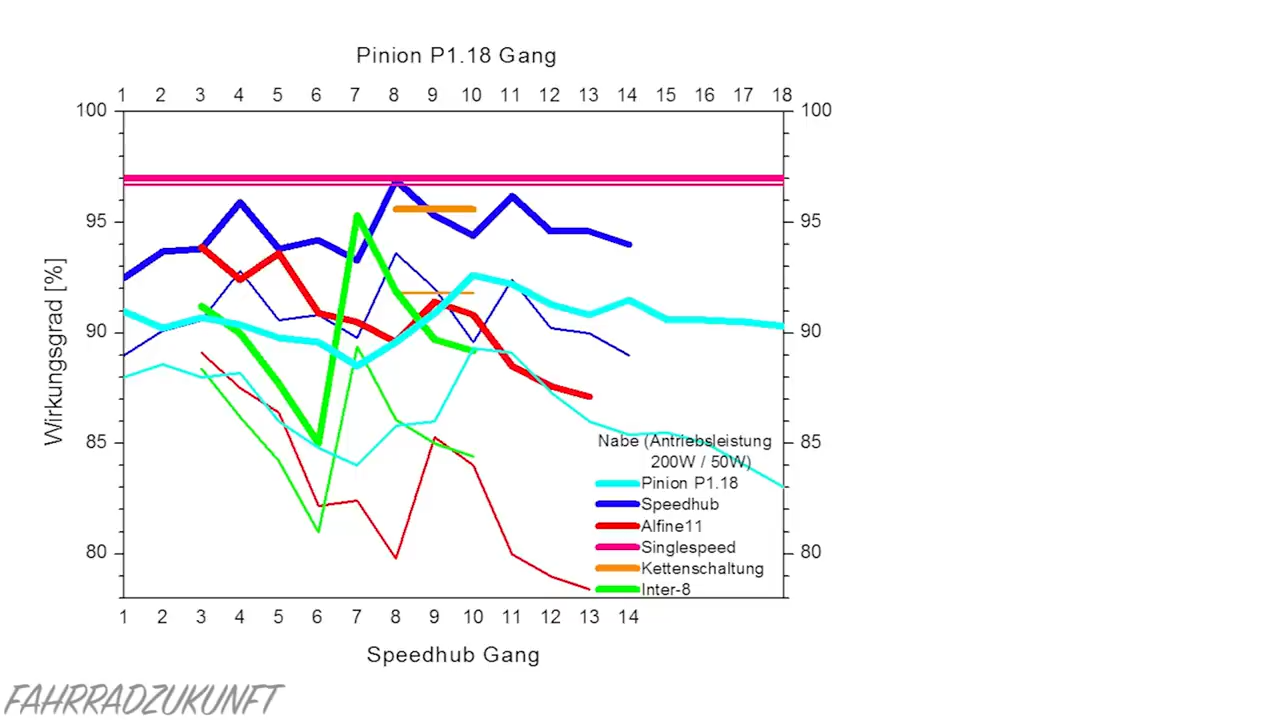 Pinion P1.18 Gang
1 2 3 4 5 6 7 8 9 10 11 12 13 14 15 16 17 18
100 100
95 95
90 90
85 85
80 80
Wirkungsgrad [%]
Nabe (Antriebsleistung
200W / 50W)
Pinion P1.18
Speedhub
Alfine11
Singlespeed
Kettenschaltung
Inter-8
1 2 3 4 5 6 7 8 9 10 11 12 13 14
Speedhub Gang
FAHRRADZUKUNFT